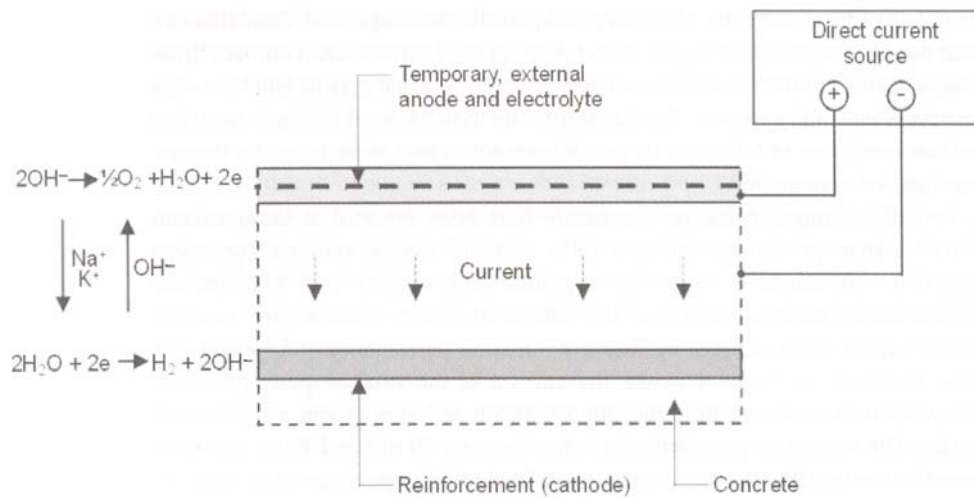 Direct current
source
+ -
Temporary, external
anode and electrolyte
2OH⁻ → ½O₂ +H₂O+ 2e
Na⁺
K⁺
OH⁻
Current
2H₂O + 2e → H₂ + 2OH⁻
Reinforcement (cathode)
Concrete